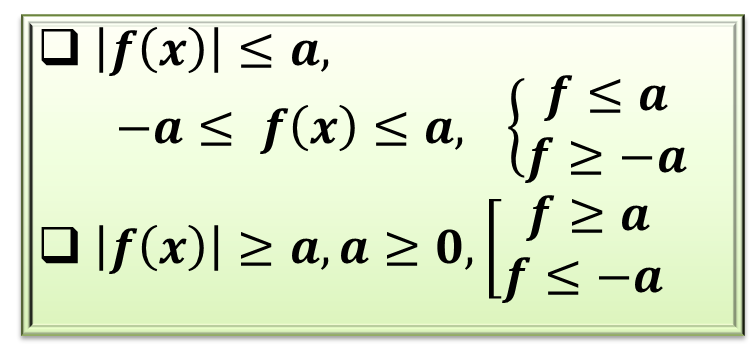 ❑ |f(x)| ≤ a,
−a ≤ f(x) ≤ a, { f ≤ a
f ≥ −a
❑ |f(x)| ≥ a, a ≥ 0, [ f ≥ a
f ≤ −a